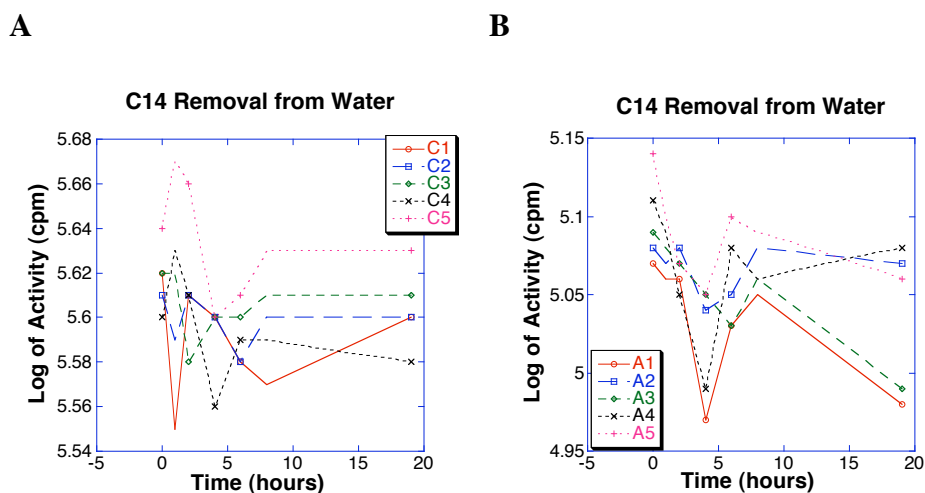 A
C14 Removal from Water
Log of Activity (cpm)
5.68
5.66
5.64
5.62
5.6
5.58
5.56
5.54
-5
0
5
10
15
20
Time (hours)
C1
C2
C3
C4
C5
B
C14 Removal from Water
Log of Activity (cpm)
5.15
5.1
5.05
5
4.95
-5
0
5
10
15
20
Time (hours)
A1
A2
A3
A4
A5